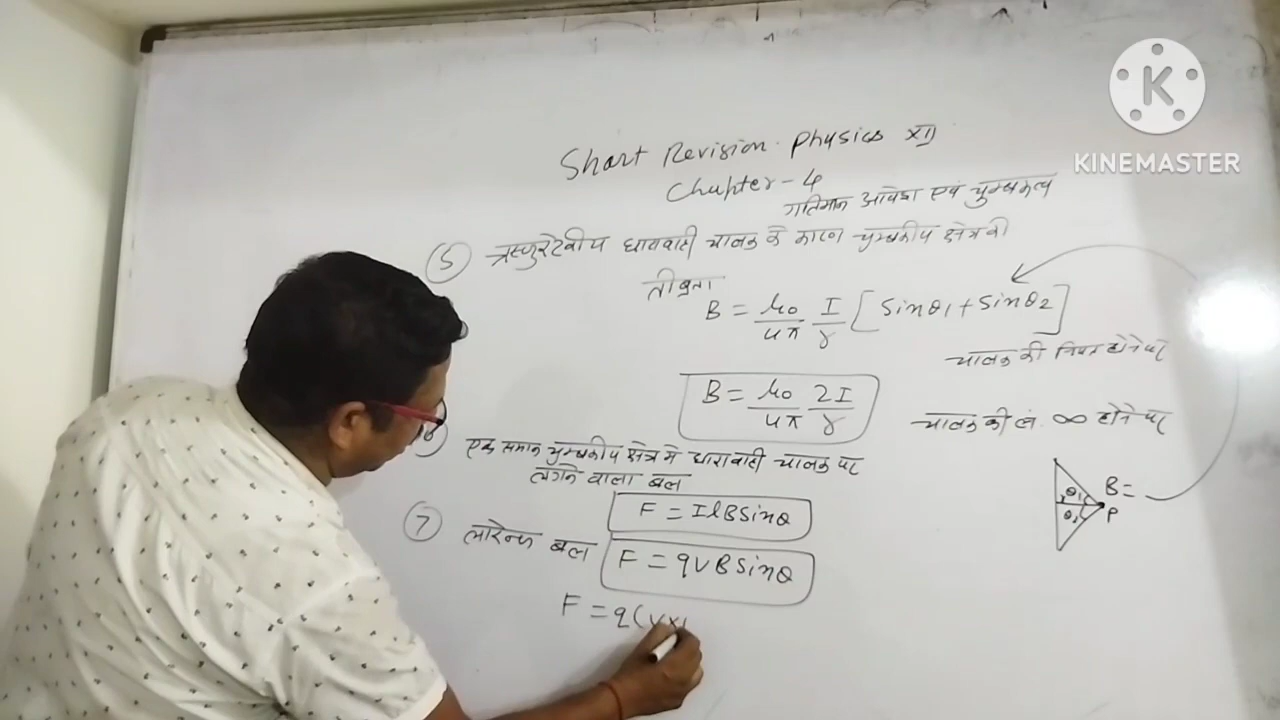 KINEMASTER
Short Revision Physics XII
Chapter-4
गतिमान आवेश एवं चुम्बकत्व
5 धारावाही चालक के कारण चुम्बकीय क्षेत्र की
तीव्रता
B = μ0/4π I/r [Sinθ1 + Sinθ2]
चालक की नियत होने पर
B = μ0/4π 2I/r
चालक की लं. ∞ होने पर
एक समान चुम्बकीय क्षेत्र में धारावाही चालक पर
लगने वाला बल
F = IlBSinθ
θ1 B =
θ2 P
7 लारेन्ज बल F = qVBSinθ
F = q(V×